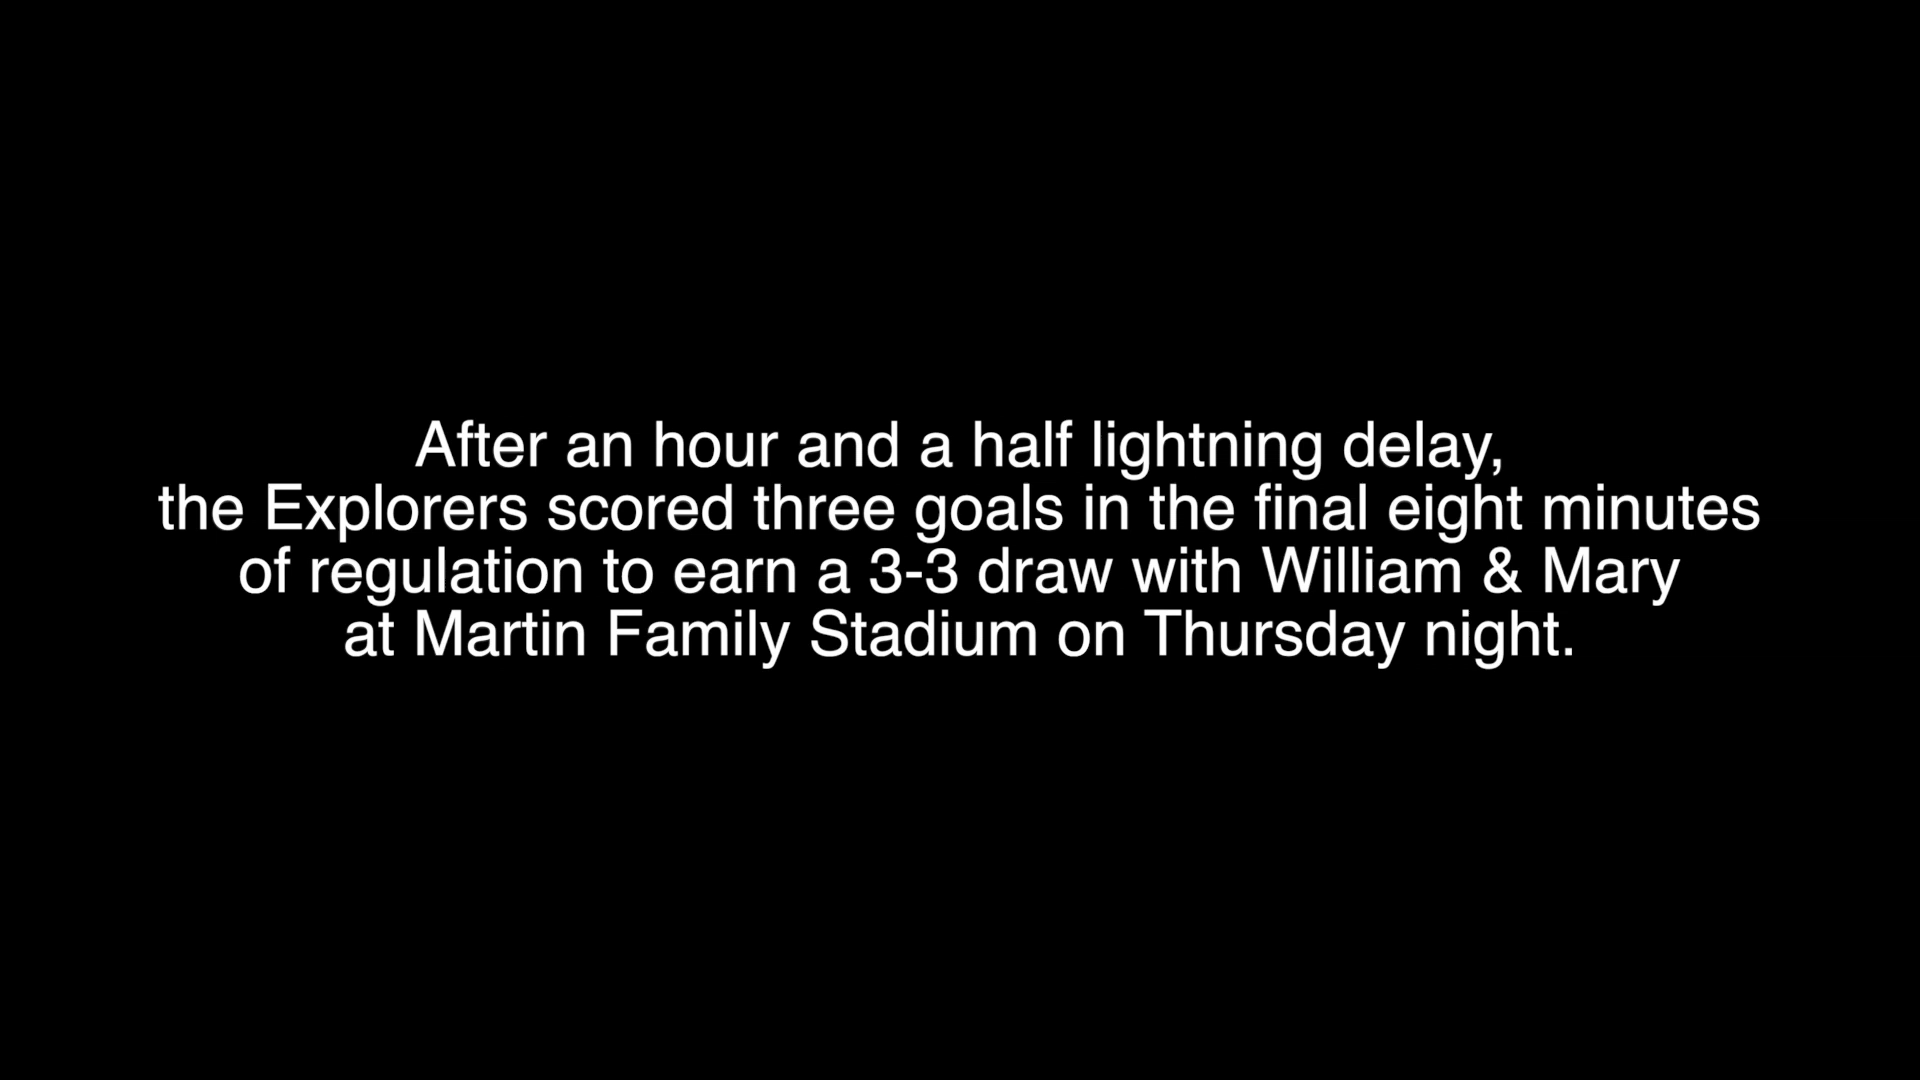 After an hour and a half lightning delay,
the Explorers scored three goals in the final eight minutes
of regulation to earn a 3-3 draw with William & Mary
at Martin Family Stadium on Thursday night.